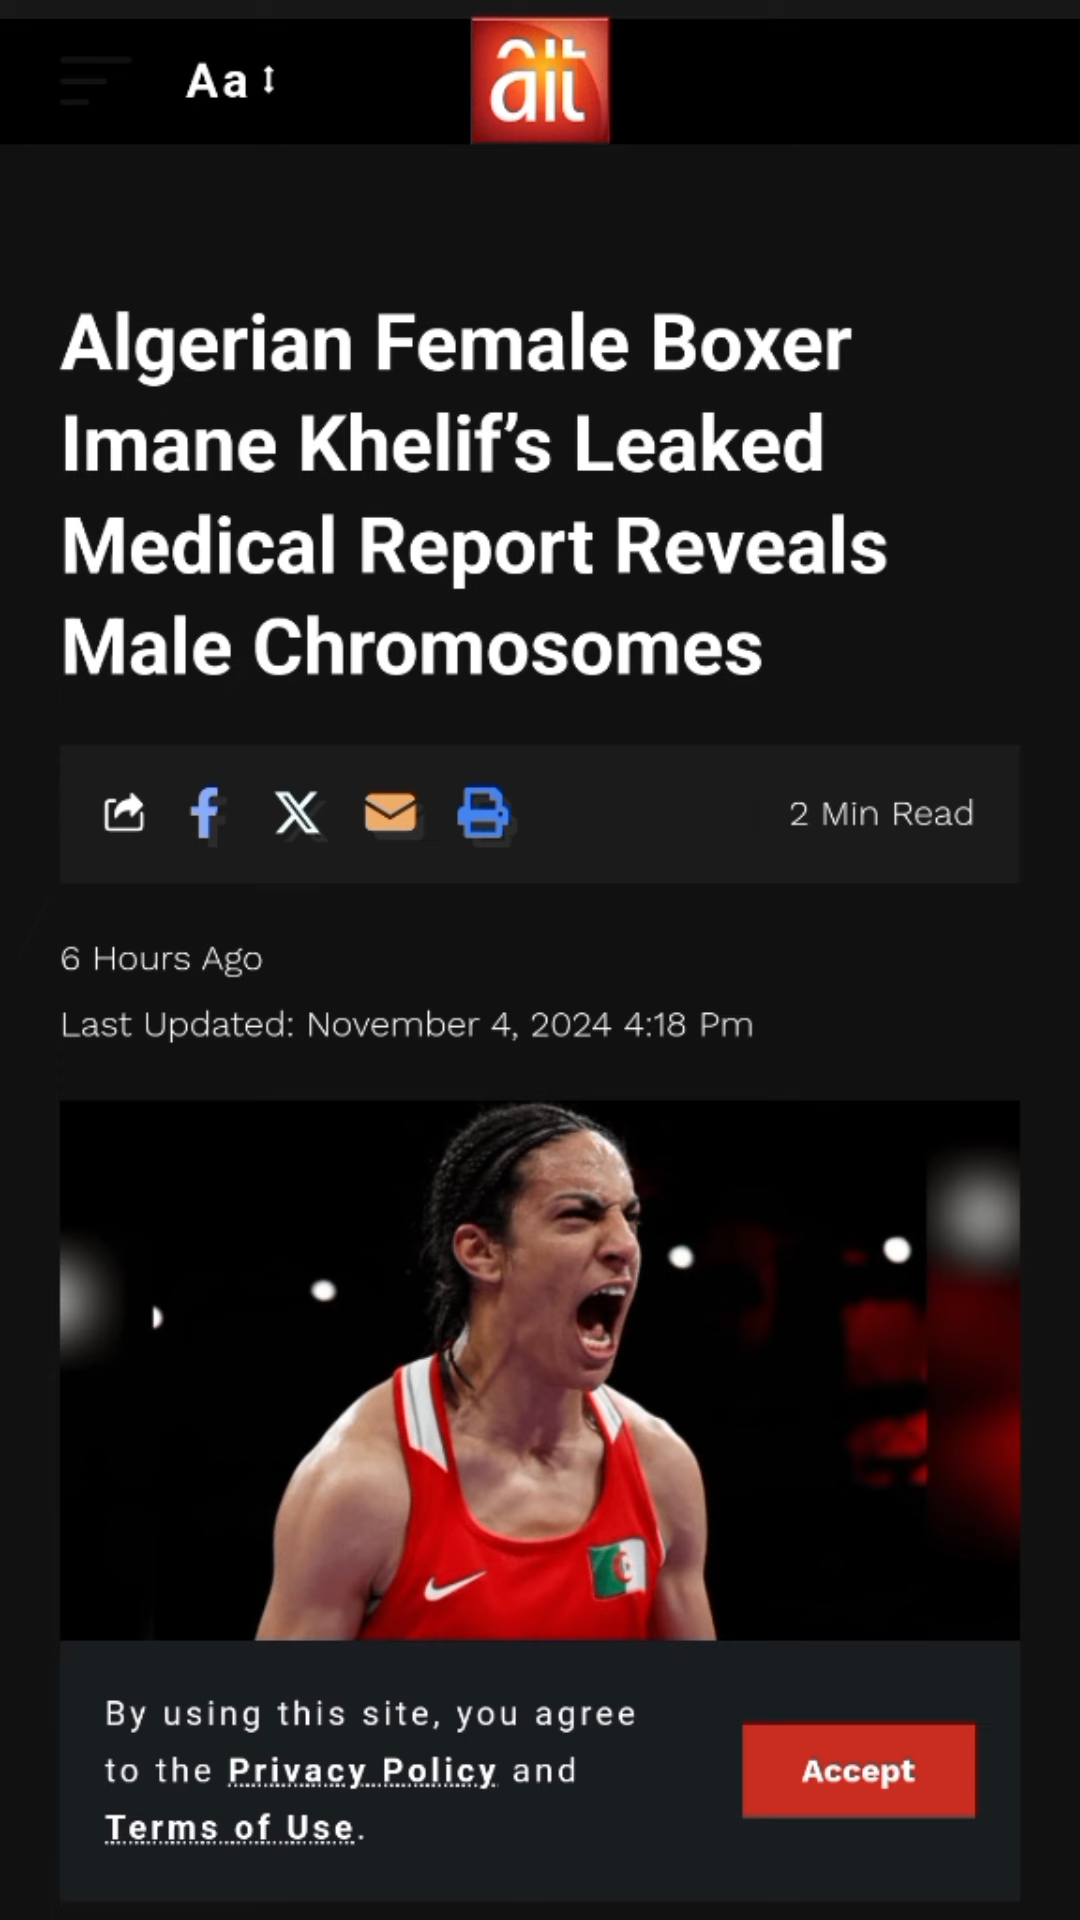 Aa
ait
Algerian Female Boxer
Imane Khelif’s Leaked
Medical Report Reveals
Male Chromosomes
2 Min Read
6 Hours Ago
Last Updated: November 4, 2024 4:18 Pm
By using this site, you agree
to the Privacy Policy and
Terms of Use.
Accept